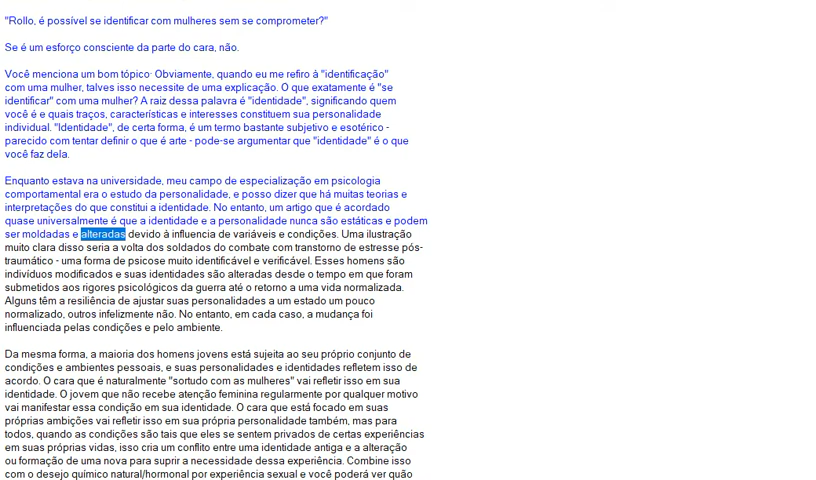 "Rollo, é possível se identificar com mulheres sem se comprometer?"
Se é um esforço consciente da parte do cara, não.
Você menciona um bom tópico· Obviamente, quando eu me refiro à "identificação"
com uma mulher, talves isso necessite de uma explicação. O que exatamente é "se
identificar" com uma mulher? A raiz dessa palavra é "identidade", significando quem
você é e quais traços, características e interesses constituem sua personalidade
individual. "Identidade", de certa forma, é um termo bastante subjetivo e esotérico -
parecido com tentar definir o que é arte - pode-se argumentar que "identidade" é o que
você faz dela.
Enquanto estava na universidade, meu campo de especialização em psicologia
comportamental era o estudo da personalidade, e posso dizer que há muitas teorias e
interpretações do que constitui a identidade. No entanto, um artigo que é acordado
quase universalmente é que a identidade e a personalidade nunca são estáticas e podem
ser moldadas e alteradas devido à influencia de variáveis e condições. Uma ilustração
muito clara disso seria a volta dos soldados do combate com transtorno de estresse pós-
traumático - uma forma de psicose muito identificável e verificável. Esses homens são
indivíduos modificados e suas identidades são alteradas desde o tempo em que foram
submetidos aos rigores psicológicos da guerra até o retorno a uma vida normalizada.
Alguns têm a resiliência de ajustar suas personalidades a um estado um pouco
normalizado, outros infelizmente não. No entanto, em cada caso, a mudança foi
influenciada pelas condições e pelo ambiente.
Da mesma forma, a maioria dos homens jovens está sujeita ao seu próprio conjunto de
condições e ambientes pessoais, e suas personalidades e identidades refletem isso de
acordo. O cara que é naturalmente "sortudo com as mulheres" vai refletir isso em sua
identidade. O jovem que não recebe atenção feminina regularmente por qualquer motivo
vai manifestar essa condição em sua identidade. O cara que está focado em suas
próprias ambições vai refletir isso em sua própria personalidade também, mas para
todos, quando as condições são tais que eles se sentem privados de certas experiências
em suas próprias vidas, isso cria um conflito entre uma identidade antiga e a alteração
ou formação de uma nova para suprir a necessidade dessa experiência. Combine isso
com o desejo químico natural/hormonal por experiência sexual e você poderá ver quão